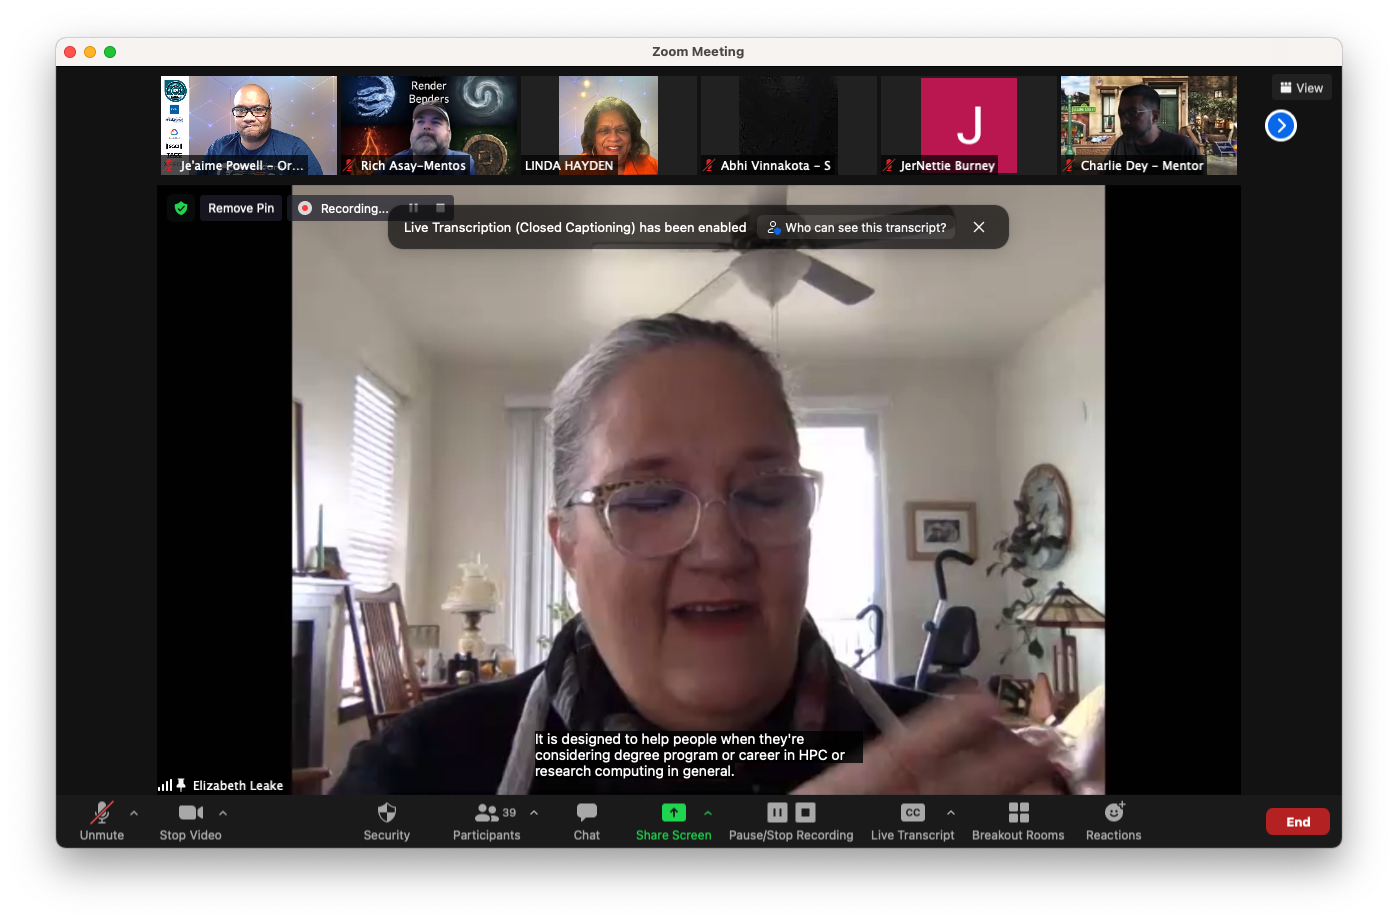 Zoom Meeting
Render
Benders
View
Je'aime Powell – Or...
Rich Asay-Mentos
LINDA HAYDEN
Abhi Vinnakota – S
J
JerNettie Burney
Charlie Dey – Mentor
Remove Pin
Recording...
Live Transcription (Closed Captioning) has been enabled
Who can see this transcript?
It is designed to help people when they're
considering degree program or career in HPC or
research computing in general.
Elizabeth Leake
Unmute
Stop Video
Security
39
Participants
Chat
Share Screen
Pause/Stop Recording
CC
Live Transcript
Breakout Rooms
Reactions
End